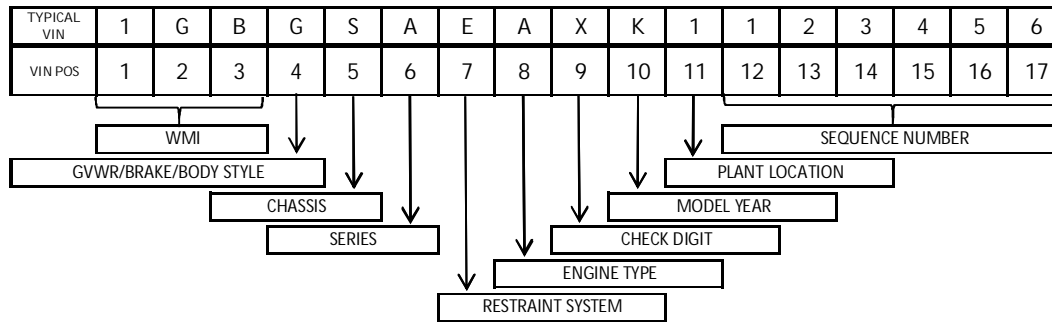 TYPICAL VIN 1 G B G S A E A X K 1 1 2 3 4 5 6
VIN POS 1 2 3 4 5 6 7 8 9 10 11 12 13 14 15 16 17
WMI SEQUENCE NUMBER
GVWR/BRAKE/BODY STYLE PLANT LOCATION
CHASSIS MODEL YEAR
SERIES CHECK DIGIT
ENGINE TYPE
RESTRAINT SYSTEM